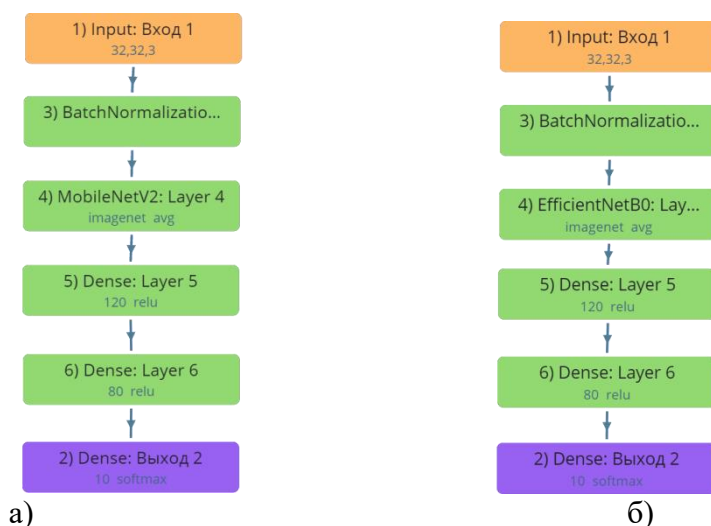 1) Input: Вход 1
32,32,3
3) BatchNormalizatio...
4) MobileNetV2: Layer 4
imagenet avg
5) Dense: Layer 5
120 relu
6) Dense: Layer 6
80 relu
2) Dense: Выход 2
10 softmax
а)
1) Input: Вход 1
32,32,3
3) BatchNormalizatio...
4) EfficientNetB0: Lay...
imagenet avg
5) Dense: Layer 5
120 relu
6) Dense: Layer 6
80 relu
2) Dense: Выход 2
10 softmax
б)